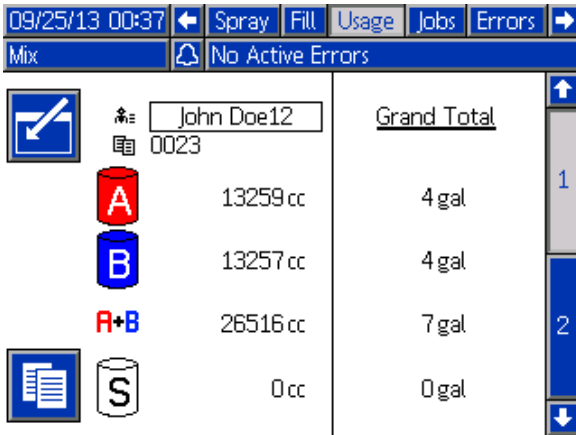 09/25/13 00:37 Spray Fill Usage Jobs Errors
Mix No Active Errors
John Doe12 Grand Total
0023
A 13259 cc 4 gal 1
B 13257 cc 4 gal
A+B 26516 cc 7 gal 2
S 0 cc 0 gal